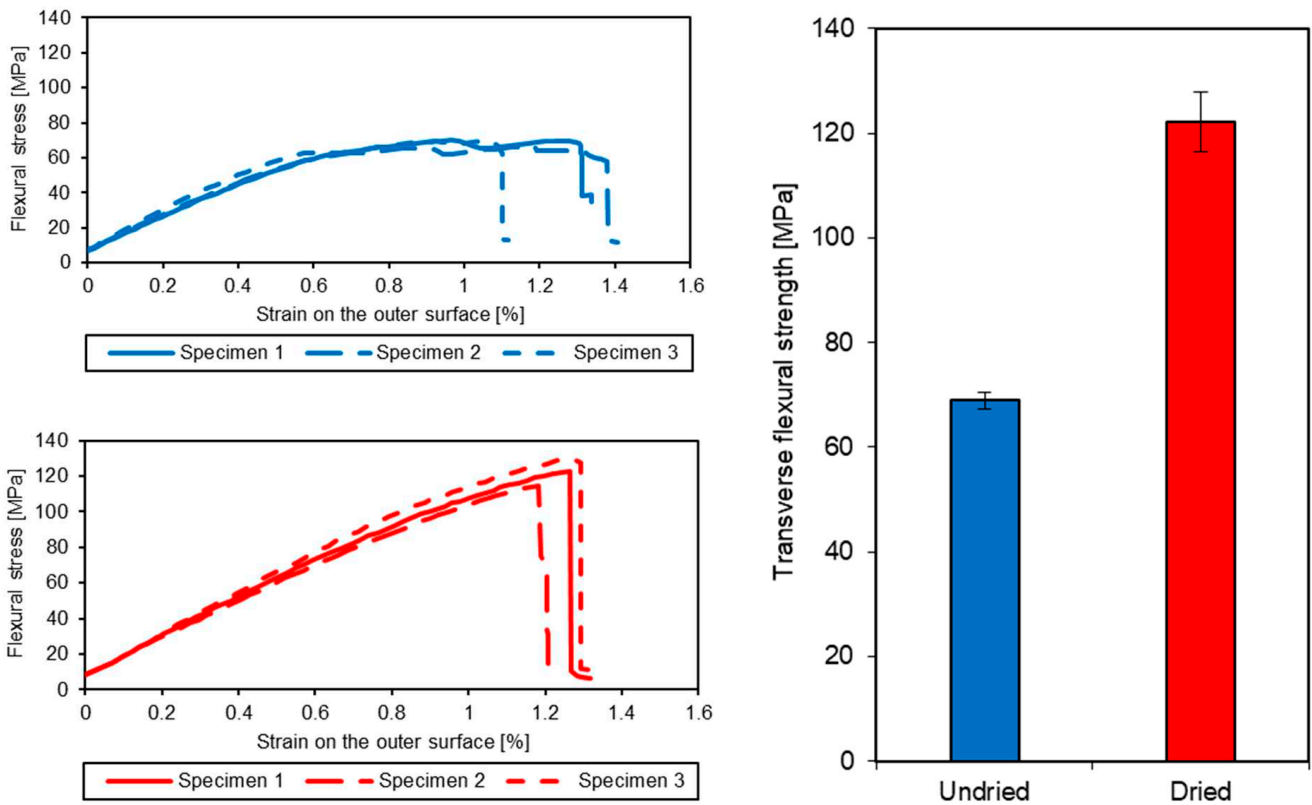 Flexural stress [MPa]
140
120
100
80
60
40
20
0
0 0.2 0.4 0.6 0.8 1 1.2 1.4 1.6
Strain on the outer surface [%]
Specimen 1 Specimen 2 Specimen 3
Flexural stress [MPa]
140
120
100
80
60
40
20
0
0 0.2 0.4 0.6 0.8 1 1.2 1.4 1.6
Strain on the outer surface [%]
Specimen 1 Specimen 2 Specimen 3
Transverse flexural strength [MPa]
140
120
100
80
60
40
20
0
Undried Dried